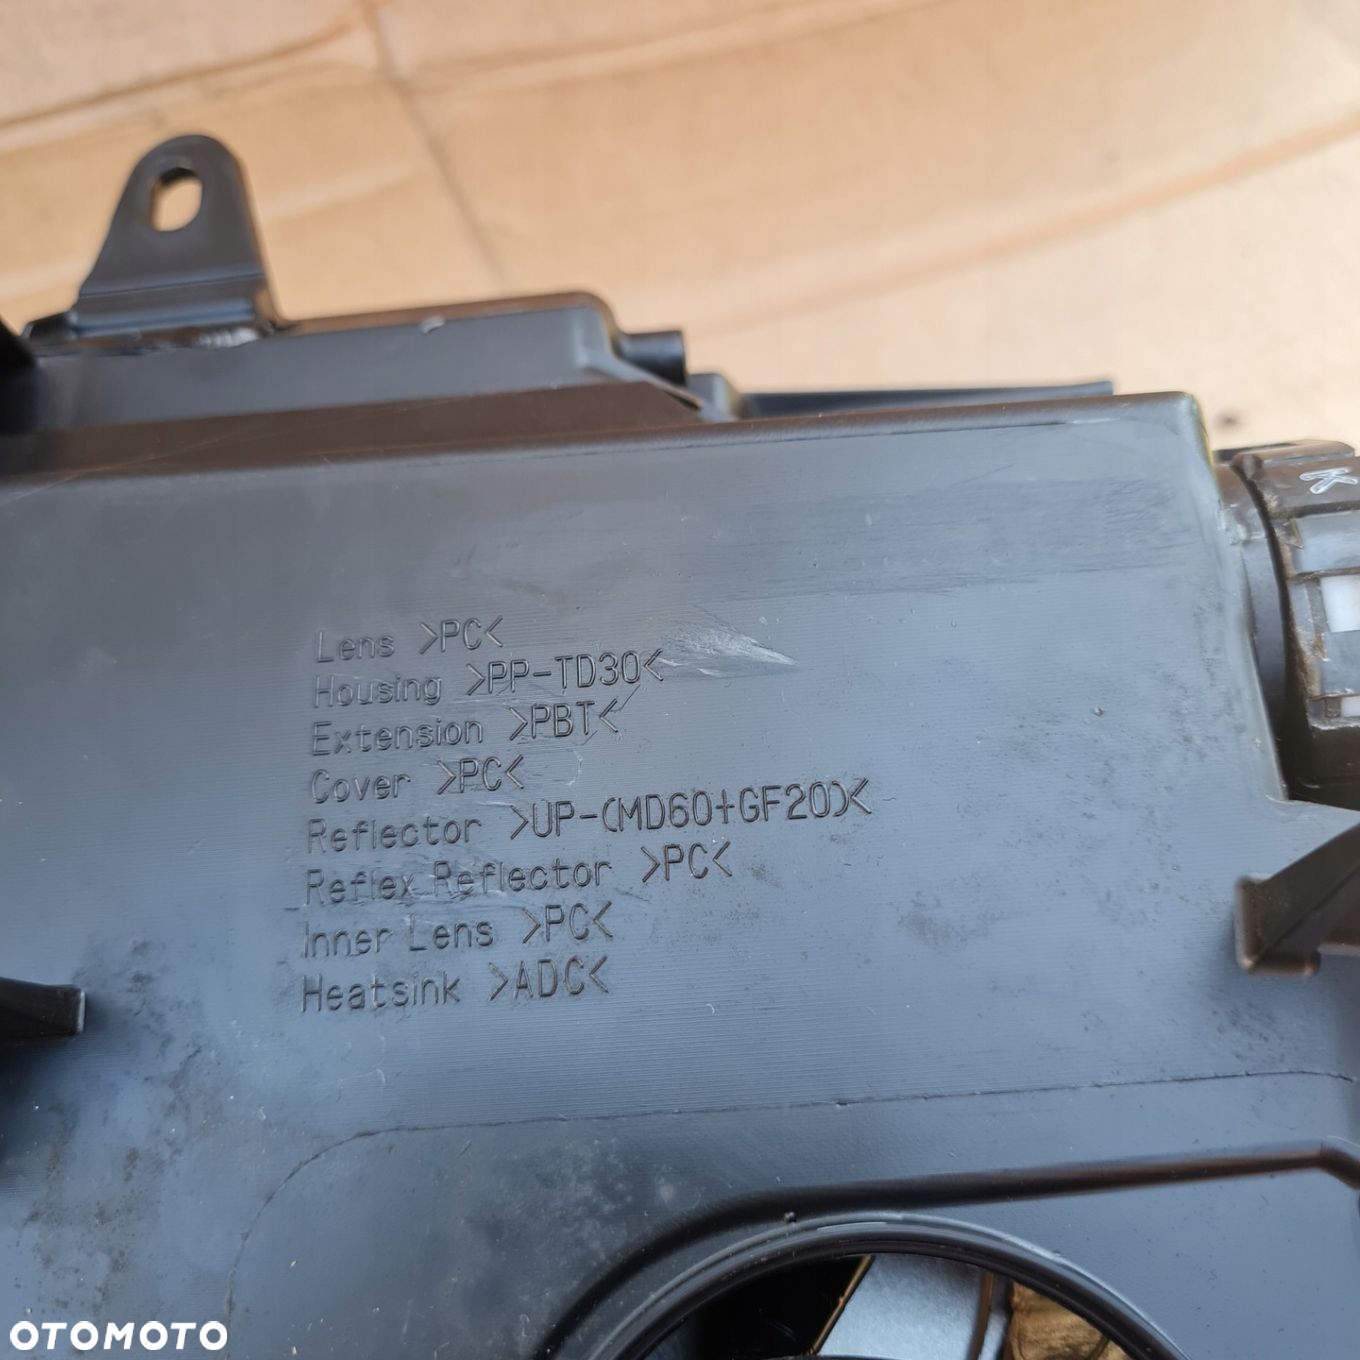 K
Lens >PC<
Housing >PP-TD30<
Extension >PBT<
Cover >PC<
Reflector >UP-(MD60+GF20)<
Reflex Reflector >PC<
Inner Lens >PC<
Heatsink >ADC<
OTOMOTO